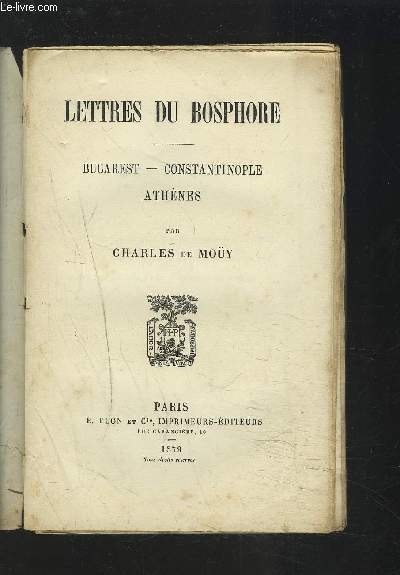 Le-livre.com
LETTRES DU BOSPHORE
BUCAREST — CONSTANTINOPLE
ATHÈNES
PAR
CHARLES DE MOÜY
PARIS
E. PLON ET Cie, IMPRIMEURS-ÉDITEURS
RUE GARANCIÈRE, 10
1879
Tous droits réservés